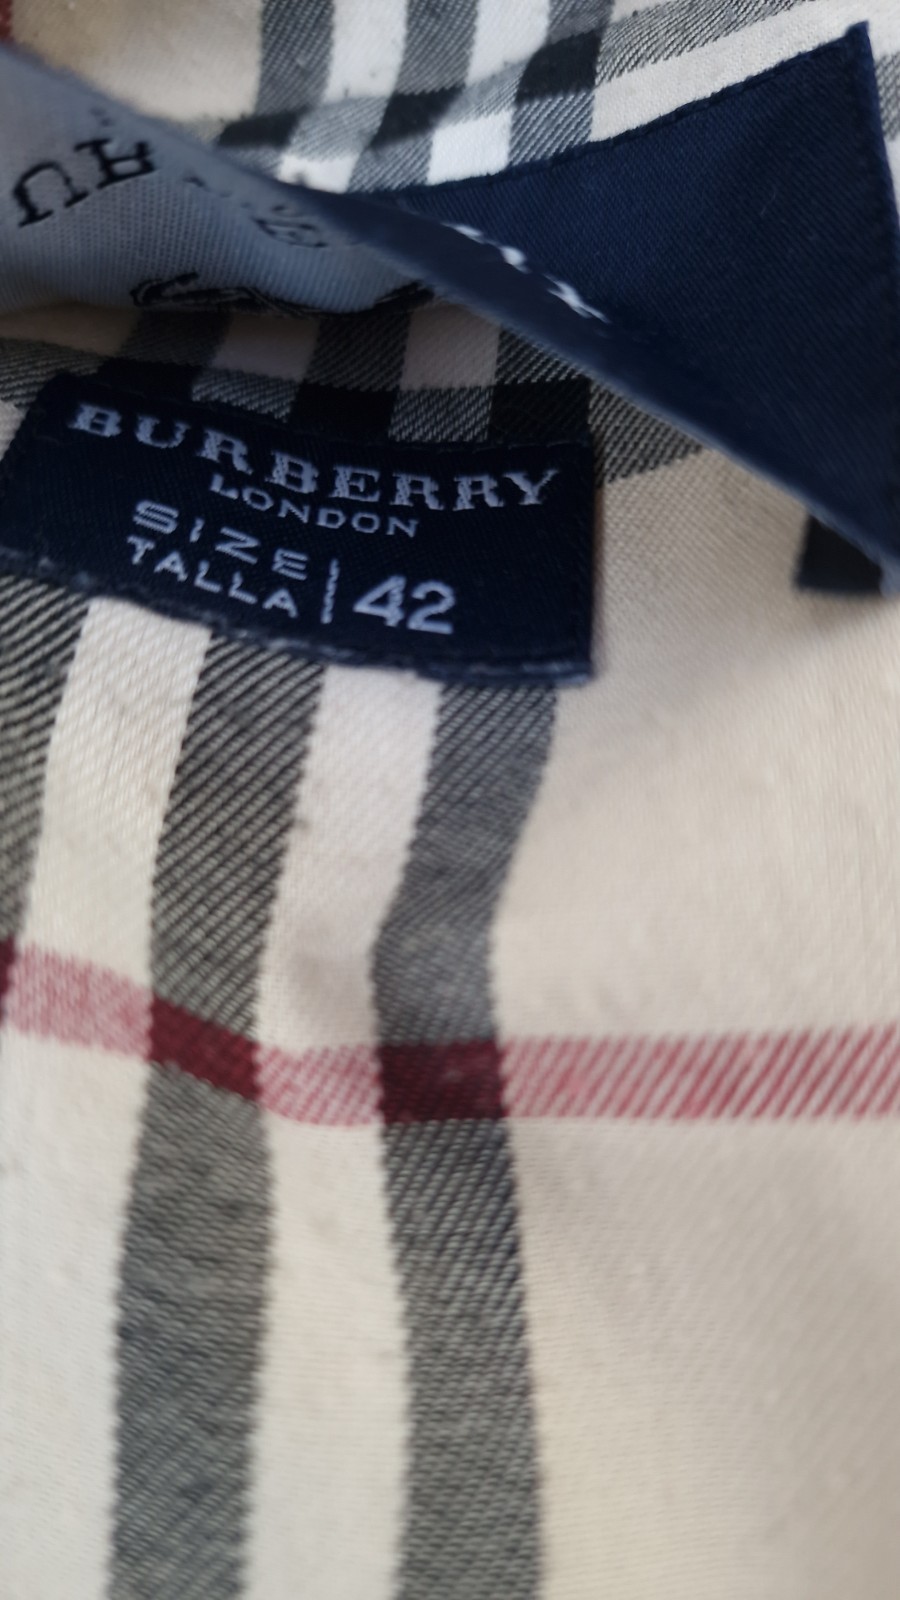 BURBERRY
LONDON
SIZE
TALLA
42